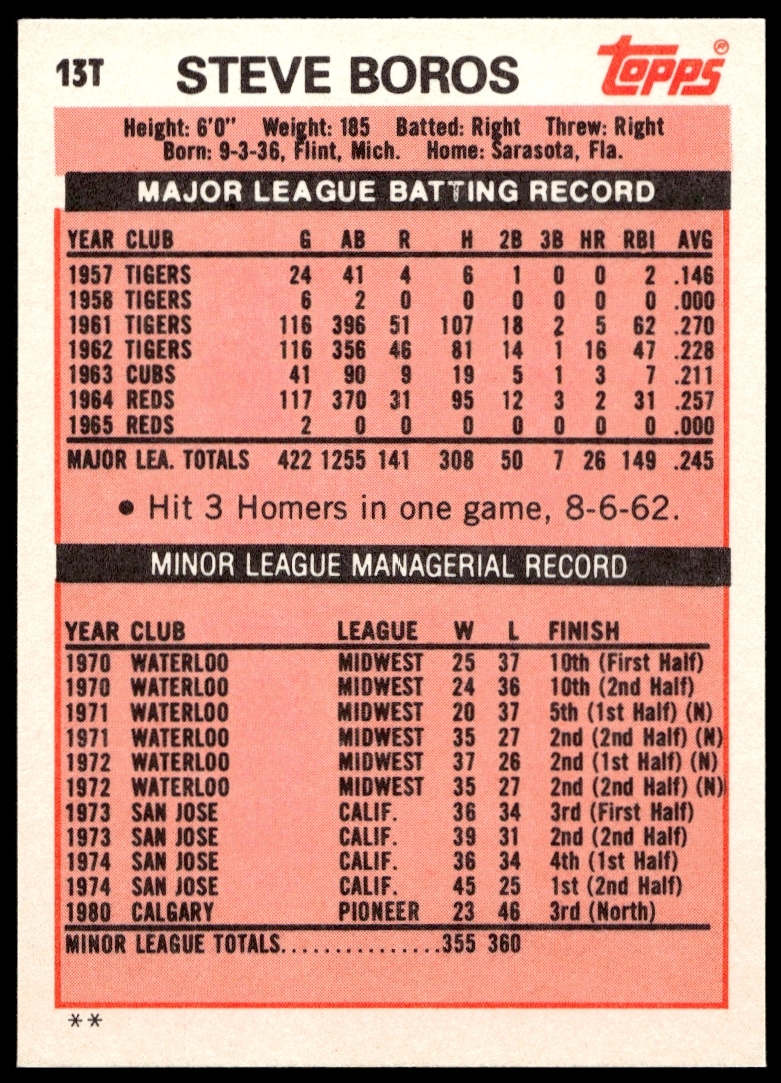 13T STEVE BOROS Topps®
Height: 6'0" Weight: 185 Batted: Right Threw: Right
Born: 9-3-36, Flint, Mich. Home: Sarasota, Fla.
MAJOR LEAGUE BATTING RECORD
YEAR CLUB G AB R H 2B 3B HR RBI AVG
1957 TIGERS 24 41 4 6 1 0 0 2 .146
1958 TIGERS 6 2 0 0 0 0 0 0 .000
1961 TIGERS 116 396 51 107 18 2 5 62 .270
1962 TIGERS 116 356 46 81 14 1 16 47 .228
1963 CUBS 41 90 9 19 5 1 3 7 .211
1964 REDS 117 370 31 95 12 3 2 31 .257
1965 REDS 2 0 0 0 0 0 0 0 .000
MAJOR LEA. TOTALS 422 1255 141 308 50 7 26 149 .245
• Hit 3 Homers in one game, 8-6-62.
MINOR LEAGUE MANAGERIAL RECORD
YEAR CLUB LEAGUE W L FINISH
1970 WATERLOO MIDWEST 25 37 10th (First Half)
1970 WATERLOO MIDWEST 24 36 10th (2nd Half)
1971 WATERLOO MIDWEST 20 37 5th (1st Half) (N)
1971 WATERLOO MIDWEST 35 27 2nd (2nd Half) (N)
1972 WATERLOO MIDWEST 37 26 2nd (1st Half) (N)
1972 WATERLOO MIDWEST 35 27 2nd (2nd Half) (N)
1973 SAN JOSE CALIF. 36 34 3rd (First Half)
1973 SAN JOSE CALIF. 39 31 2nd (2nd Half)
1974 SAN JOSE CALIF. 36 34 4th (1st Half)
1974 SAN JOSE CALIF. 45 25 1st (2nd Half)
1980 CALGARY PIONEER 23 46 3rd (North)
MINOR LEAGUE TOTALS...............355 360
**